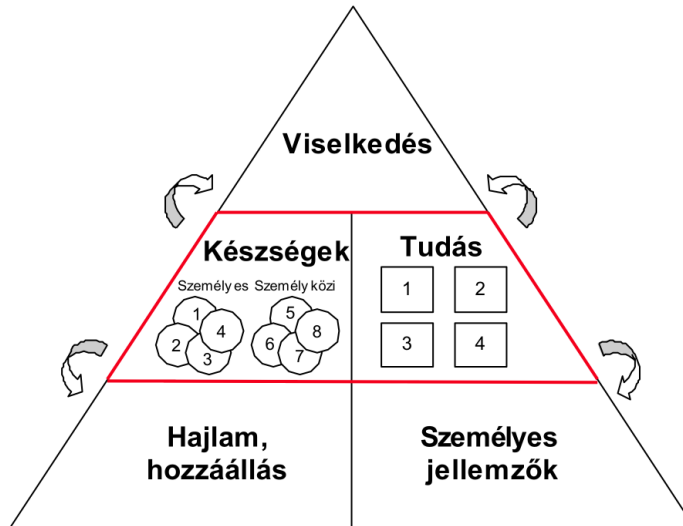 Viselkedés
Készségek
Tudás
Személyes Személyközi
1
2
3
4
5
6
7
8
1 2
3 4
Hajlam,
hozzáállás
Személyes
jellemzők